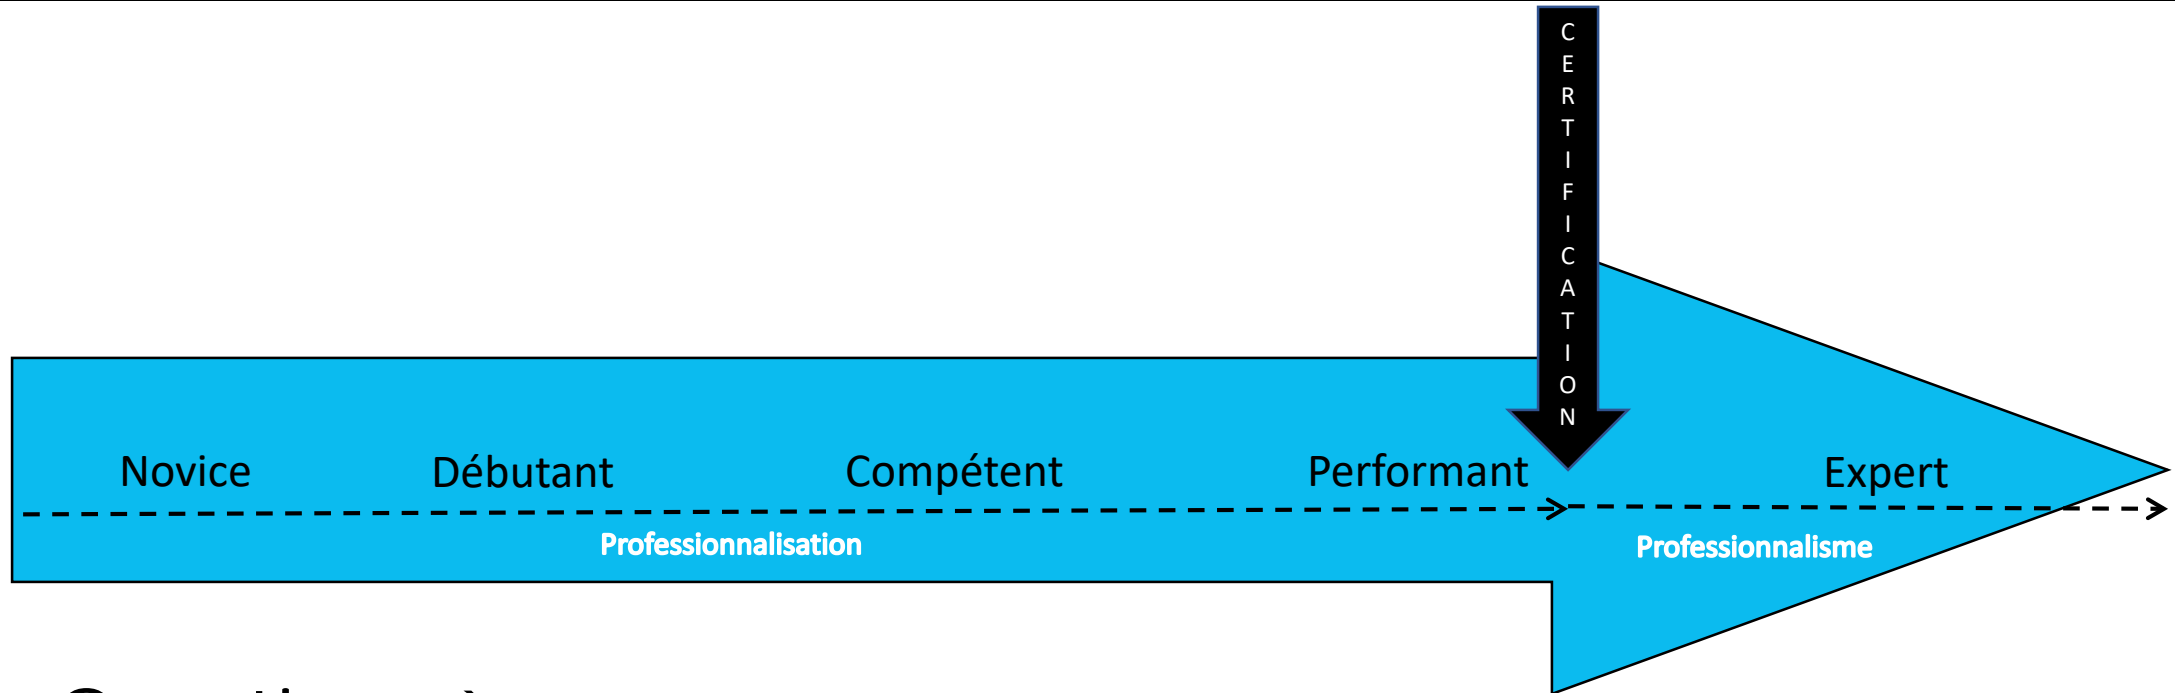 CERTIFICATION
Novice Débutant Compétent Performant Expert
Professionnalisation Professionnalisme